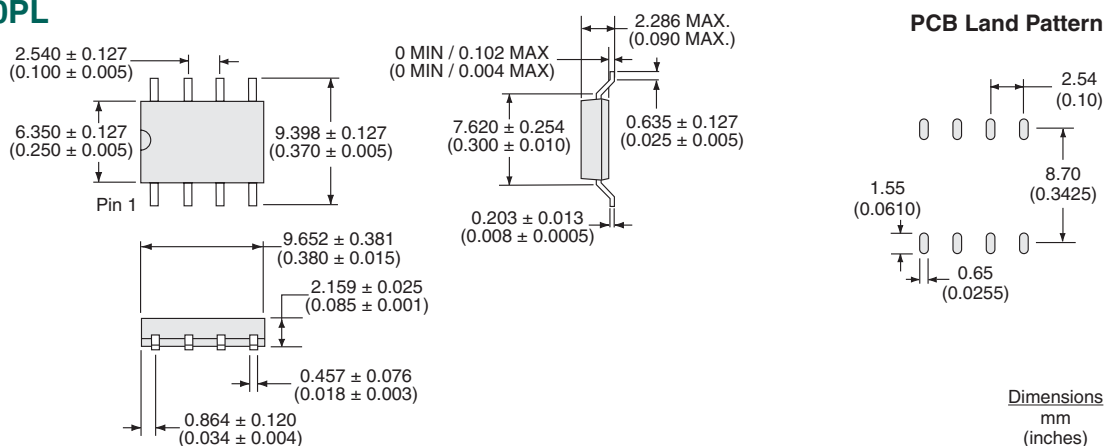 PL
2.540 ± 0.127
(0.100 ± 0.005)
6.350 ± 0.127
(0.250 ± 0.005)
9.398 ± 0.127
(0.370 ± 0.005)
Pin 1
9.652 ± 0.381
(0.380 ± 0.015)
2.159 ± 0.025
(0.085 ± 0.001)
0.457 ± 0.076
(0.018 ± 0.003)
0.864 ± 0.120
(0.034 ± 0.004)
2.286 MAX.
(0.090 MAX.)
0 MIN / 0.102 MAX
(0 MIN / 0.004 MAX)
7.620 ± 0.254
(0.300 ± 0.010)
0.635 ± 0.127
(0.025 ± 0.005)
0.203 ± 0.013
(0.008 ± 0.0005)
PCB Land Pattern
2.54
(0.10)
8.70
(0.3425)
1.55
(0.0610)
0.65
(0.0255)
Dimensions
mm
(inches)